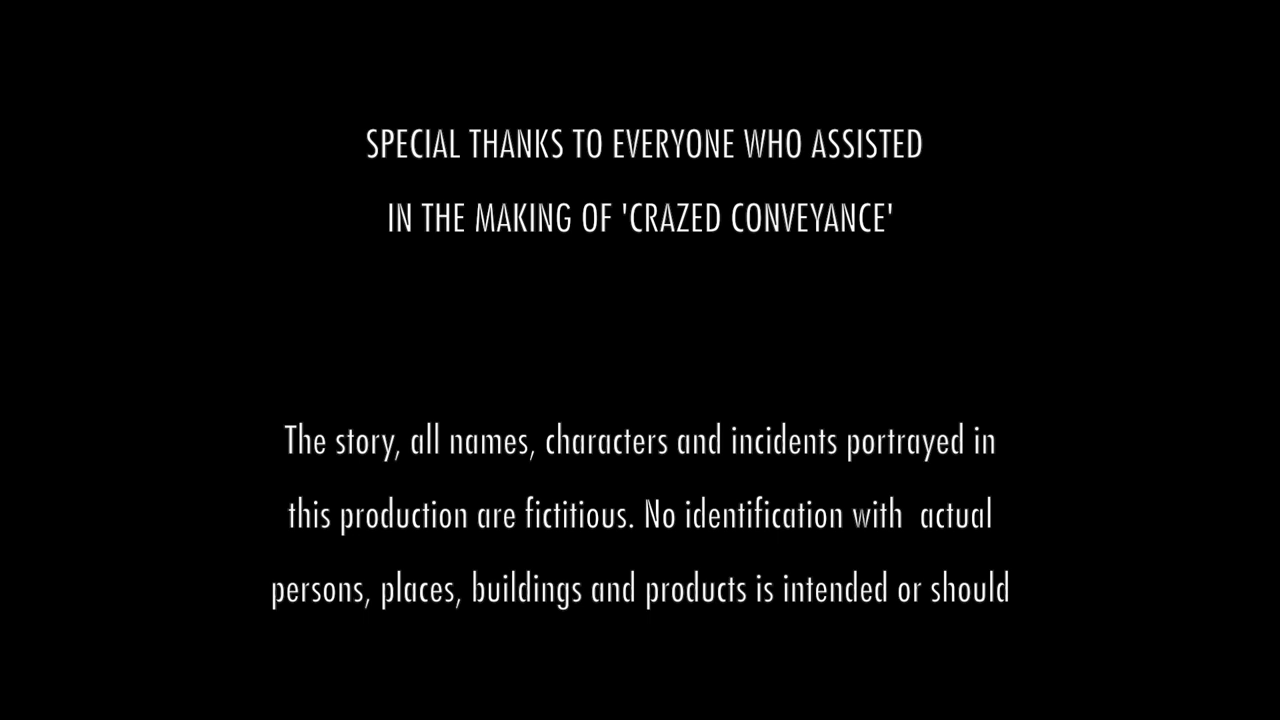 SPECIAL THANKS TO EVERYONE WHO ASSISTED
IN THE MAKING OF 'CRAZED CONVEYANCE'
The story, all names, characters and incidents portrayed in
this production are fictitious. No identification with  actual
persons, places, buildings and products is intended or should